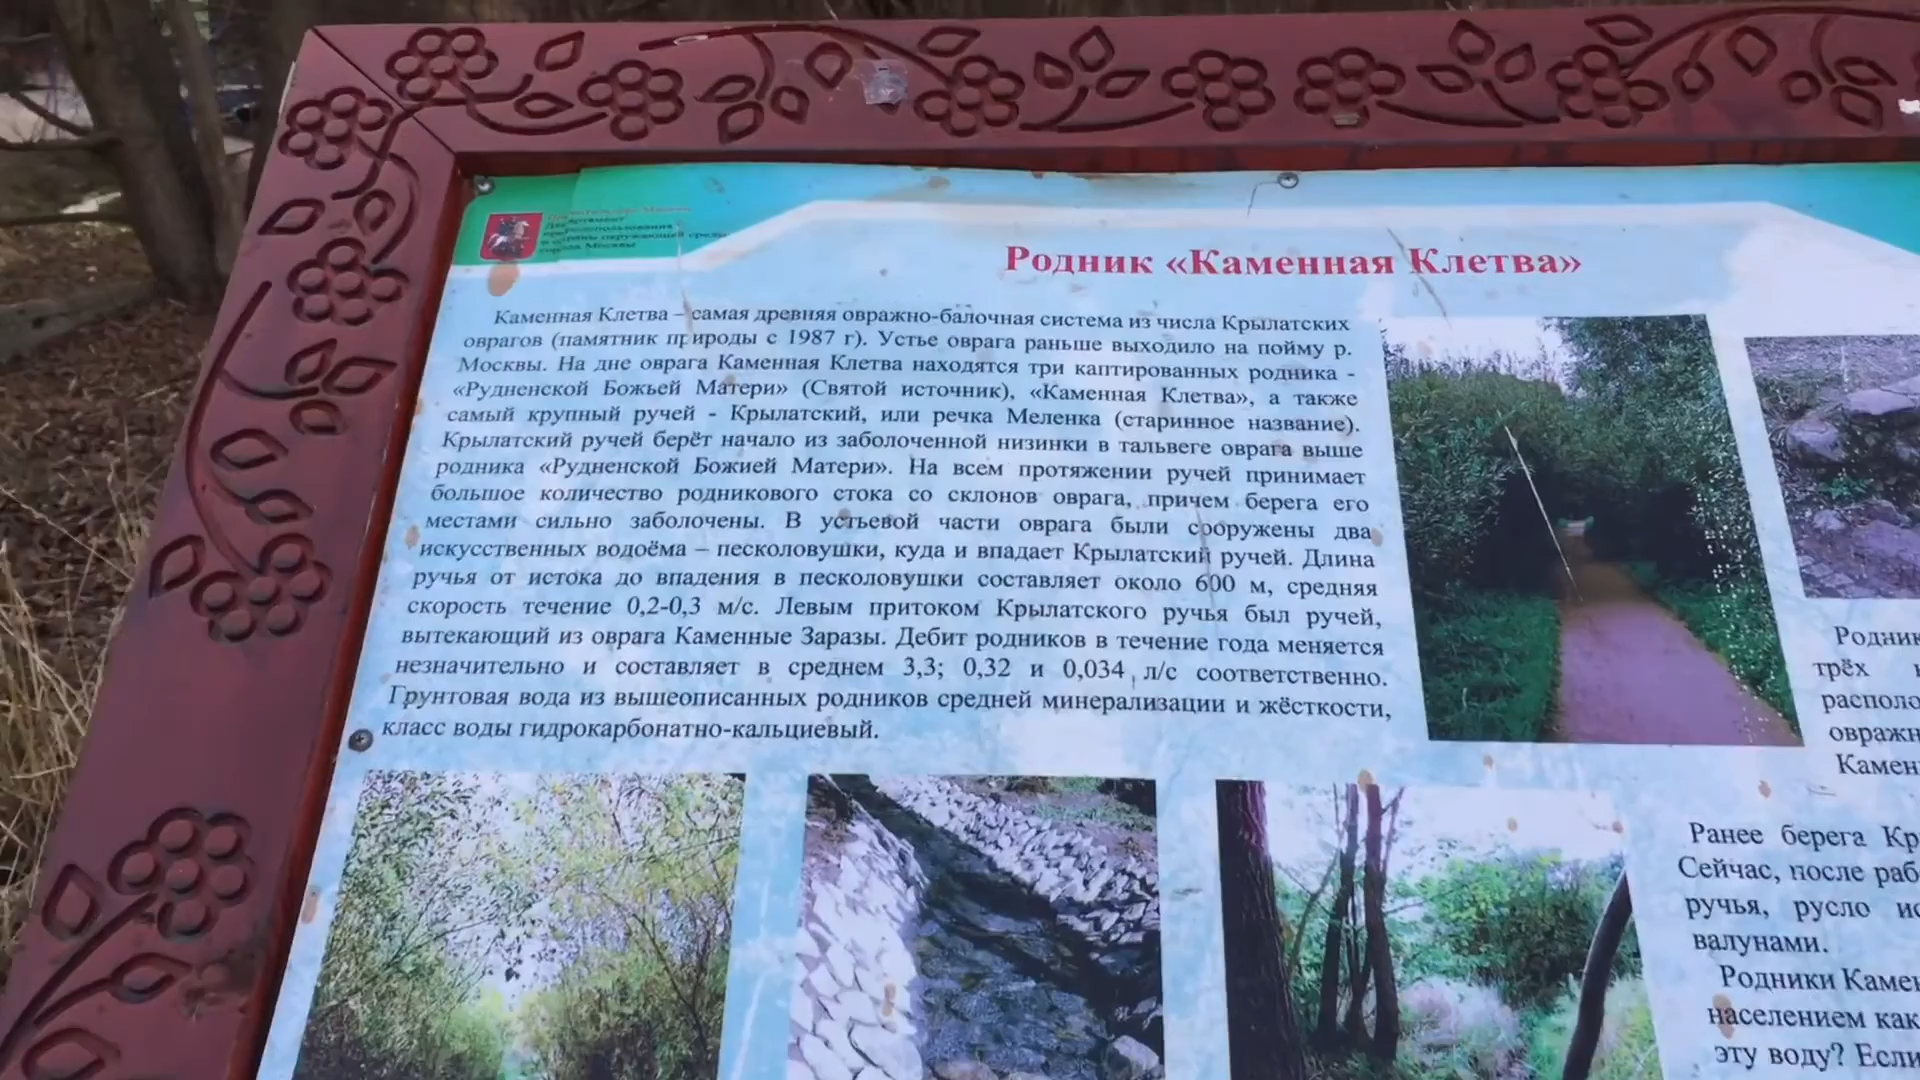 Департамент
природопользования
и охраны окружающей среды
города Москвы
Родник «Каменная Клетва»
Каменная Клетва – самая древняя овражно-балочная система из числа Крылатских
оврагов (памятник природы с 1987 г). Устье оврага раньше выходило на пойму р.
Москвы. На дне оврага Каменная Клетва находятся три каптированных родника -
«Рудненской Божьей Матери» (Святой источник), «Каменная Клетва», а также
самый крупный ручей - Крылатский, или речка Меленка (старинное название).
Крылатский ручей берёт начало из заболоченной низинки в тальвеге оврага выше
родника «Рудненской Божией Матери». На всем протяжении ручей принимает
большое количество родникового стока со склонов оврага, причем берега его
местами сильно заболочены. В устьевой части оврага были сооружены два
искусственных водоёма – песколовушки, куда и впадает Крылатский ручей. Длина
ручья от истока до впадения в песколовушки составляет около 600 м, средняя
скорость течение 0,2-0,3 м/с. Левым притоком Крылатского ручья был ручей,
вытекающий из оврага Каменные Заразы. Дебит родников в течение года меняется
незначительно и составляет в среднем 3,3; 0,32 и 0,034 л/с соответственно.
Грунтовая вода из вышеописанных родников средней минерализации и жёсткости,
класс воды гидрокарбонатно-кальциевый.
Родник
трёх
располо
овражн
Камен
Ранее берега Кр
Сейчас, после раб
ручья, русло ис
валунами.
Родники Камен
населением как
эту воду? Если